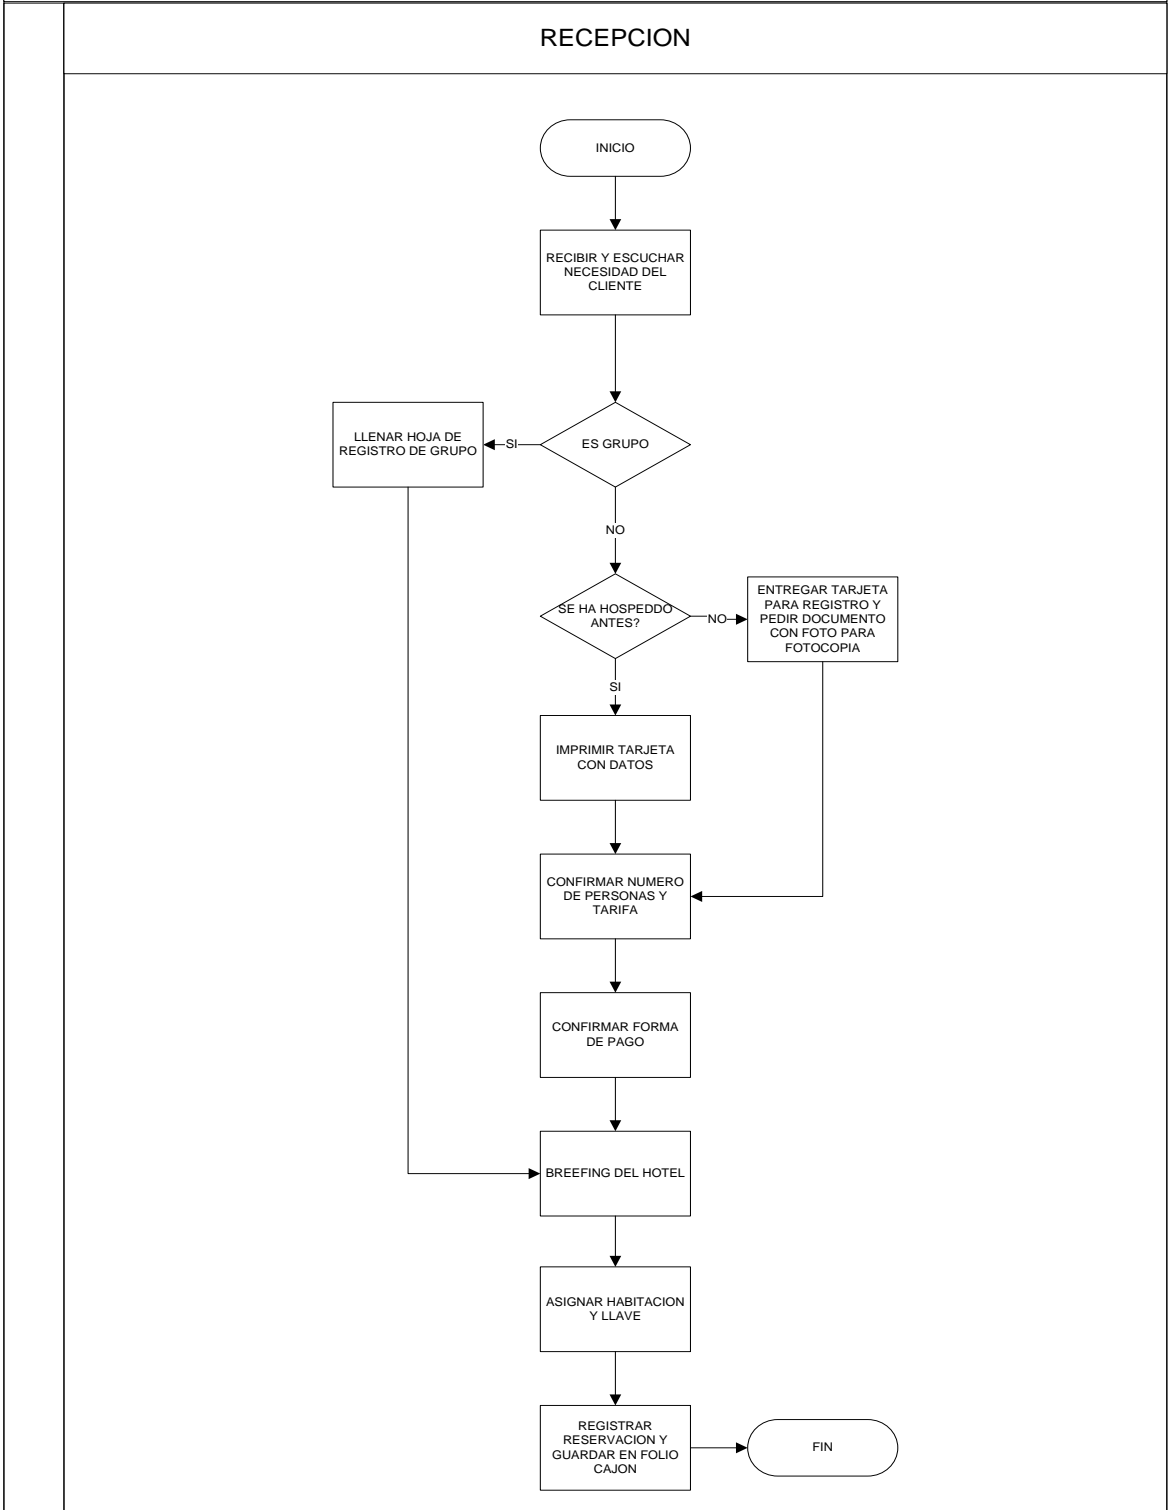 RECEPCION
INICIO
RECIBIR Y ESCUCHAR
NECESIDAD DEL
CLIENTE
LLENAR HOJA DE
REGISTRO DE GRUPO
SI
ES GRUPO
NO
SE HA HOSPEDDO
ANTES?
NO
ENTREGAR TARJETA
PARA REGISTRO Y
PEDIR DOCUMENTO
CON FOTO PARA
FOTOCOPIA
SI
IMPRIMIR TARJETA
CON DATOS
CONFIRMAR NUMERO
DE PERSONAS Y
TARIFA
CONFIRMAR FORMA
DE PAGO
BREEFING DEL HOTEL
ASIGNAR HABITACION
Y LLAVE
REGISTRAR
RESERVACION Y
GUARDAR EN FOLIO
CAJON
FIN